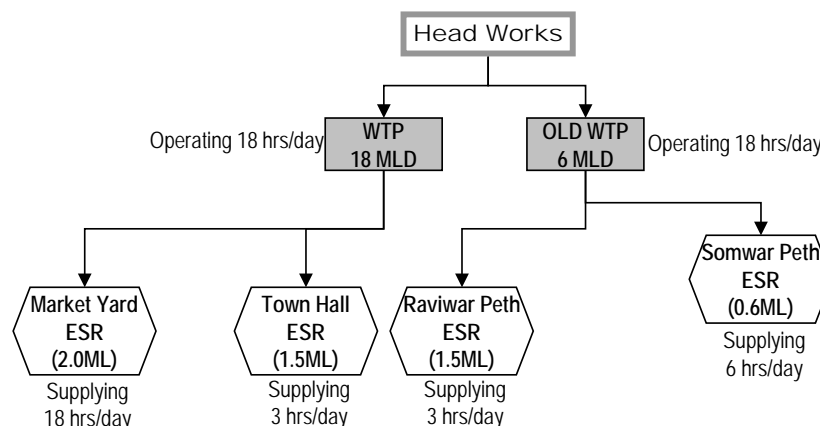 Head Works
Operating 18 hrs/day
WTP
18 MLD
OLD WTP
6 MLD
Operating 18 hrs/day
Market Yard
ESR
(2.0ML)
Supplying
18 hrs/day
Town Hall
ESR
(1.5ML)
Supplying
3 hrs/day
Raviwar Peth
ESR
(1.5ML)
Supplying
3 hrs/day
Somwar Peth
ESR
(0.6ML)
Supplying
6 hrs/day